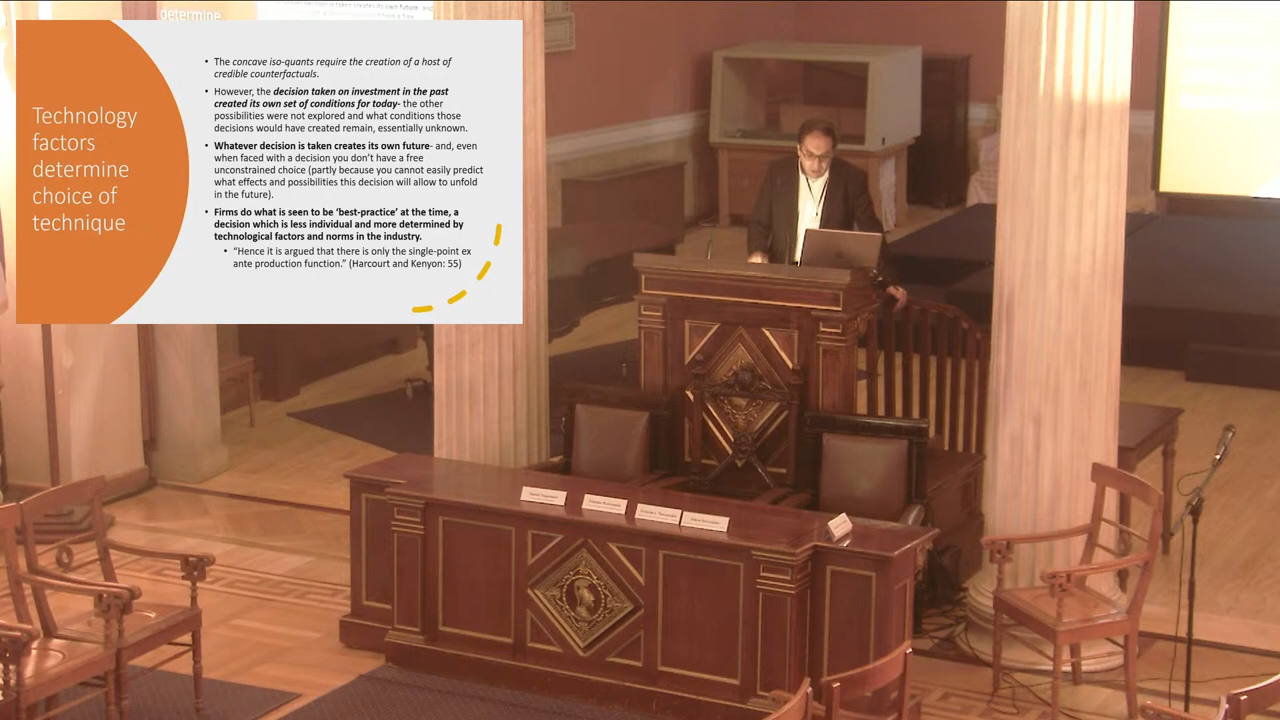 determine
Technology
factors
determine
choice of
technique
• The concave iso-quants require the creation of a host of
credible counterfactuals.
• However, the decision taken on investment in the past
created its own set of conditions for today- the other
possibilities were not explored and what conditions those
decisions would have created remain, essentially unknown.
• Whatever decision is taken creates its own future- and, even
when faced with a decision you don't have a free
unconstrained choice (partly because you cannot easily predict
what effects and possibilities this decision will allow to unfold
in the future).
• Firms do what is seen to be 'best-practice' at the time, a
decision which is less individual and more determined by
technological factors and norms in the industry.
• "Hence it is argued that there is only the single-point ex
ante production function." (Harcourt and Kenyon: 55)